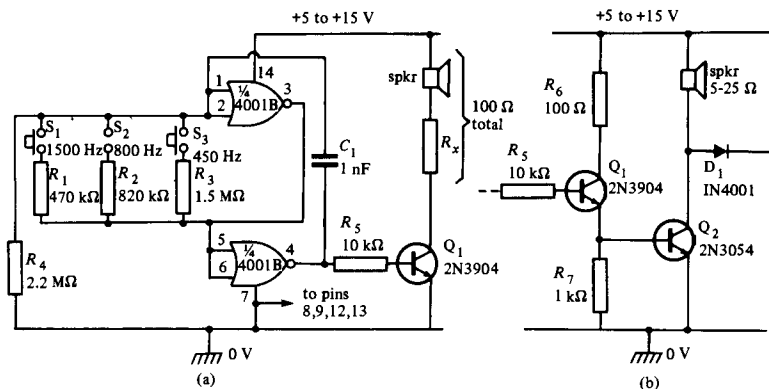 +5 to +15 V
14
1
2
3
¼
4001B
spkr
100 Ω
total
Rx
S1
1500 Hz
S2
800 Hz
S3
450 Hz
R1
470 kΩ
R2
820 kΩ
R3
1.5 MΩ
C1
1 nF
R4
2.2 MΩ
5
6
4
¼
4001B
7
R5
10 kΩ
Q1
2N3904
to pins
8,9,12,13
0 V
(a)
+5 to +15 V
R6
100 Ω
spkr
5-25 Ω
R5
10 kΩ
Q1
2N3904
D1
IN4001
Q2
2N3054
R7
1 kΩ
0 V
(b)